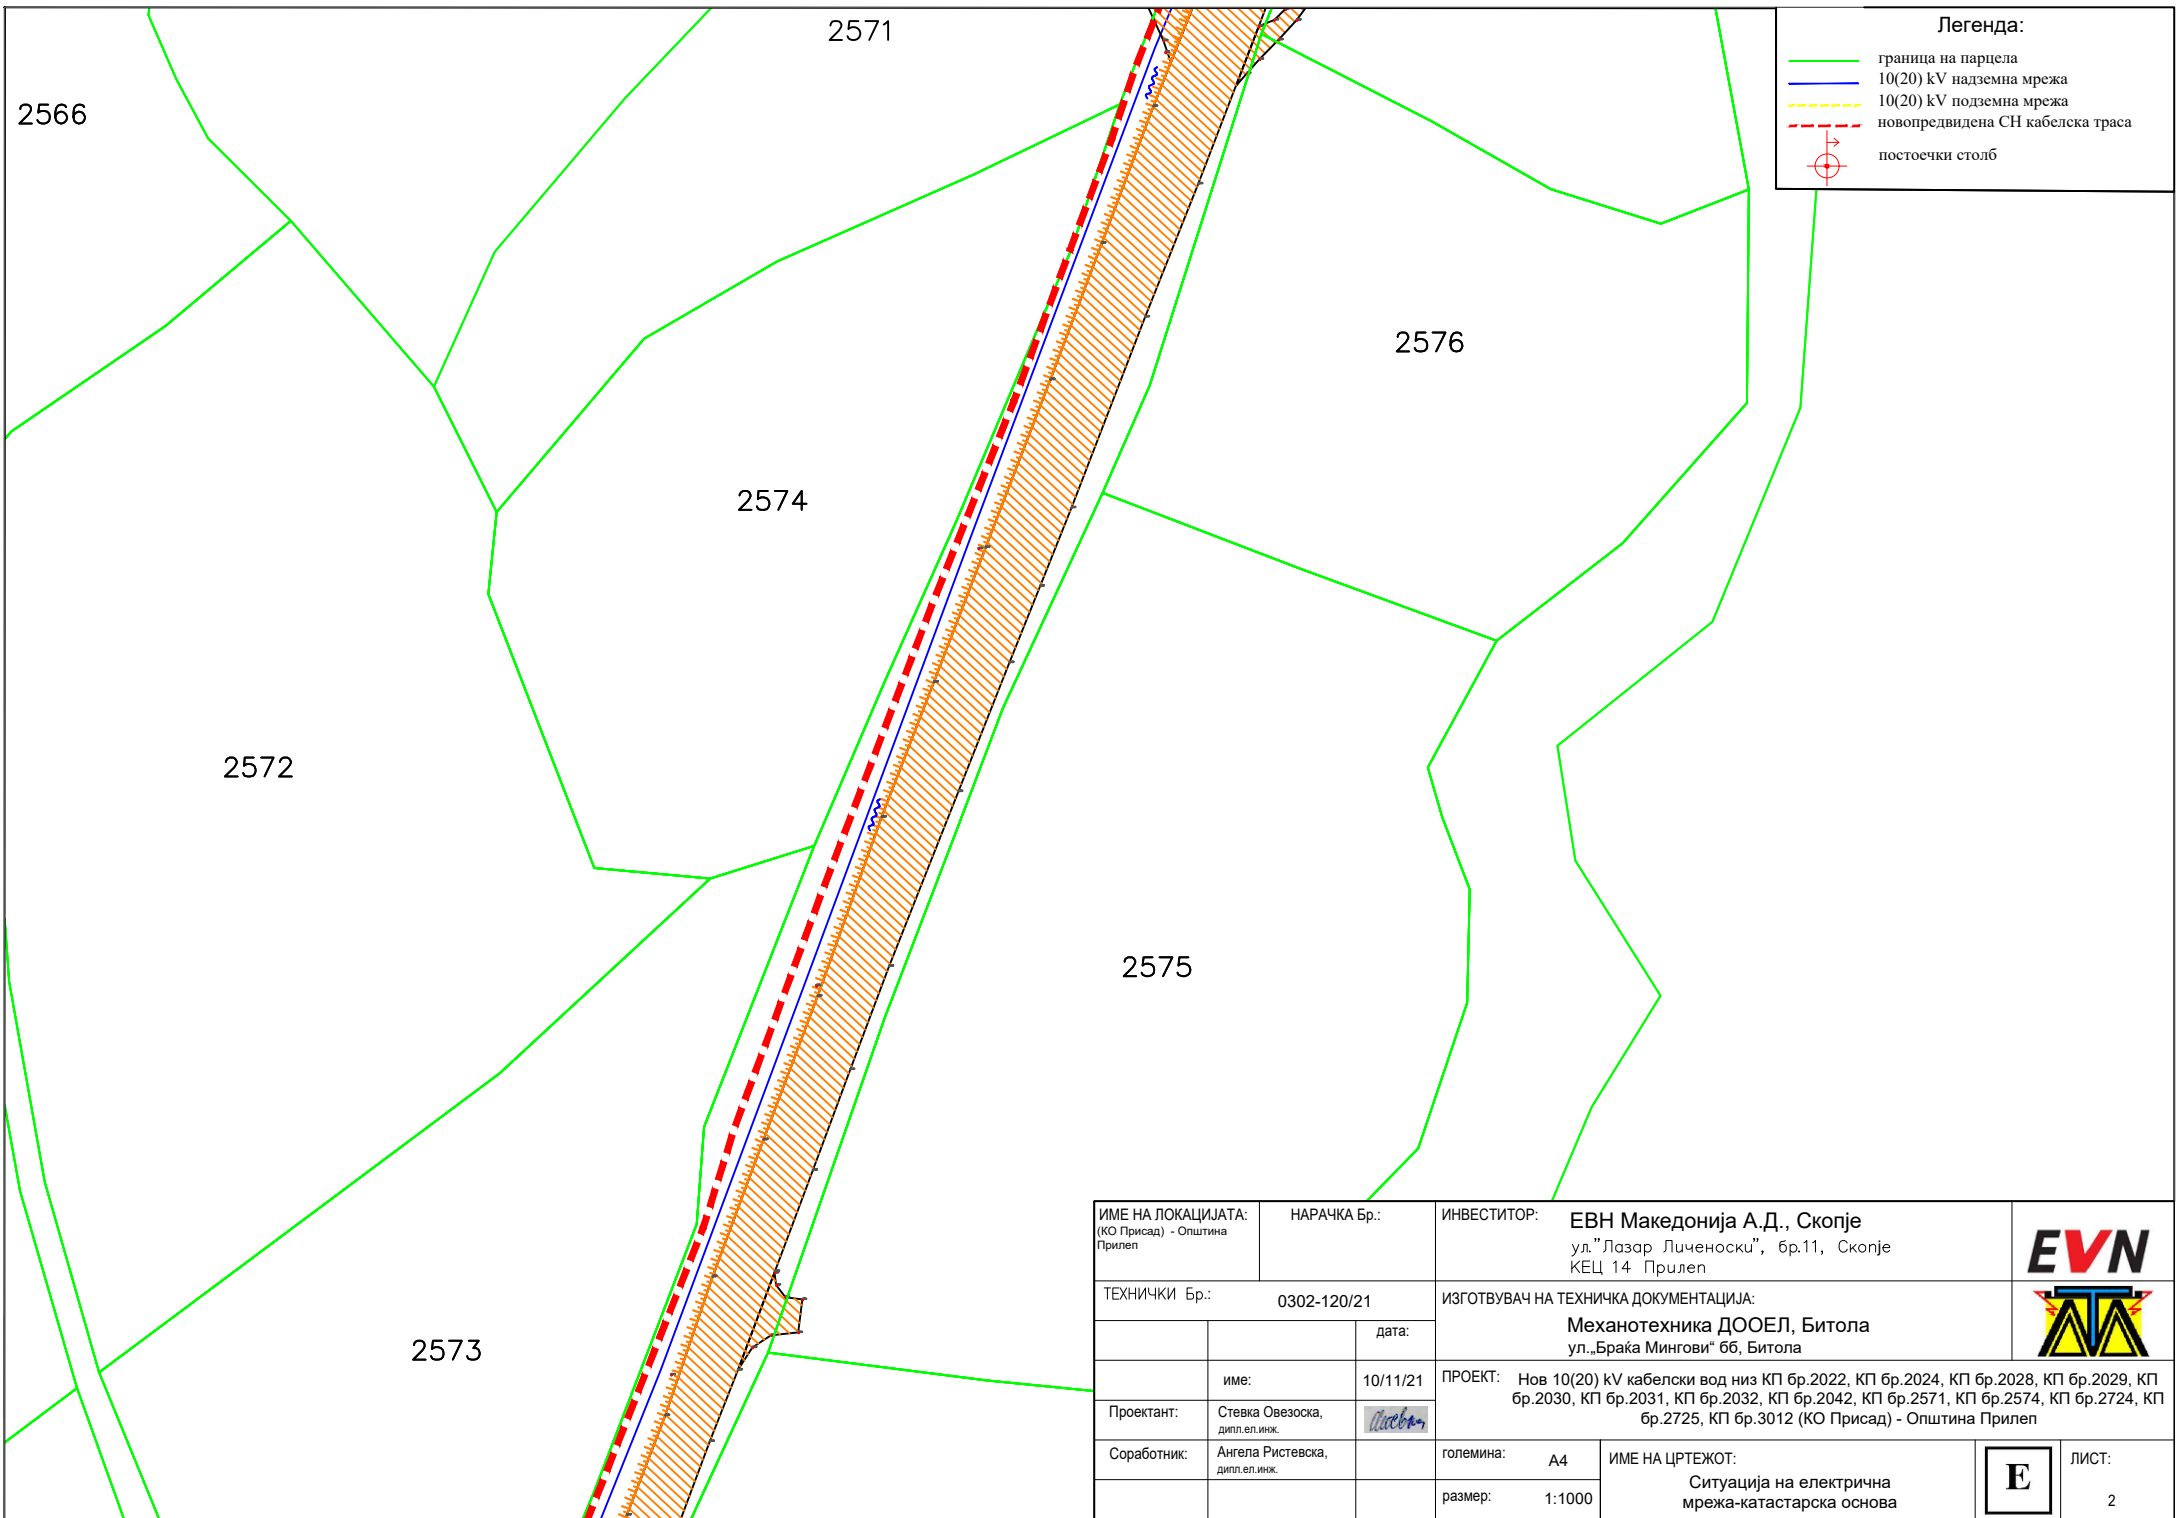 2571
2566
2576
2574
2572
2575
2573
Легенда:
граница на парцела
10(20) kV надземна мрежа
10(20) kV подземна мрежа
новопредвидена СН кабелска траса
постоечки столб
ИМЕ НА ЛОКАЦИЈАТА:
(КО Присад) - Општина
Прилеп
НАРАЧКА Бр.:
ИНВЕСТИТОР:
ЕВН Македонија А.Д., Скопје
ул."Лазар Личеноски", бр.11, Скопје
КЕЦ 14 Прилеп
EVN
ТЕХНИЧКИ Бр.:
0302-120/21
ИЗГОТВУВАЧ НА ТЕХНИЧКА ДОКУМЕНТАЦИЈА:
Механотехника ДООЕЛ, Битола
ул.„Браќа Мингови“ бб, Битола
дата:
име:
10/11/21
ПРОЕКТ:
Нов 10(20) kV кабелски вод низ КП бр.2022, КП бр.2024, КП бр.2028, КП бр.2029, КП
бр.2030, КП бр.2031, КП бр.2032, КП бр.2042, КП бр.2571, КП бр.2574, КП бр.2724, КП
бр.2725, КП бр.3012 (КО Присад) - Општина Прилеп
Проектант:
Стевка Овезоска,
дипл.ел.инж.
Соработник:
Ангела Ристевска,
дипл.ел.инж.
големина:
А4
размер:
1:1000
ИМЕ НА ЦРТЕЖОТ:
Ситуација на електрична
мрежа-катастарска основа
Е
ЛИСТ:
2